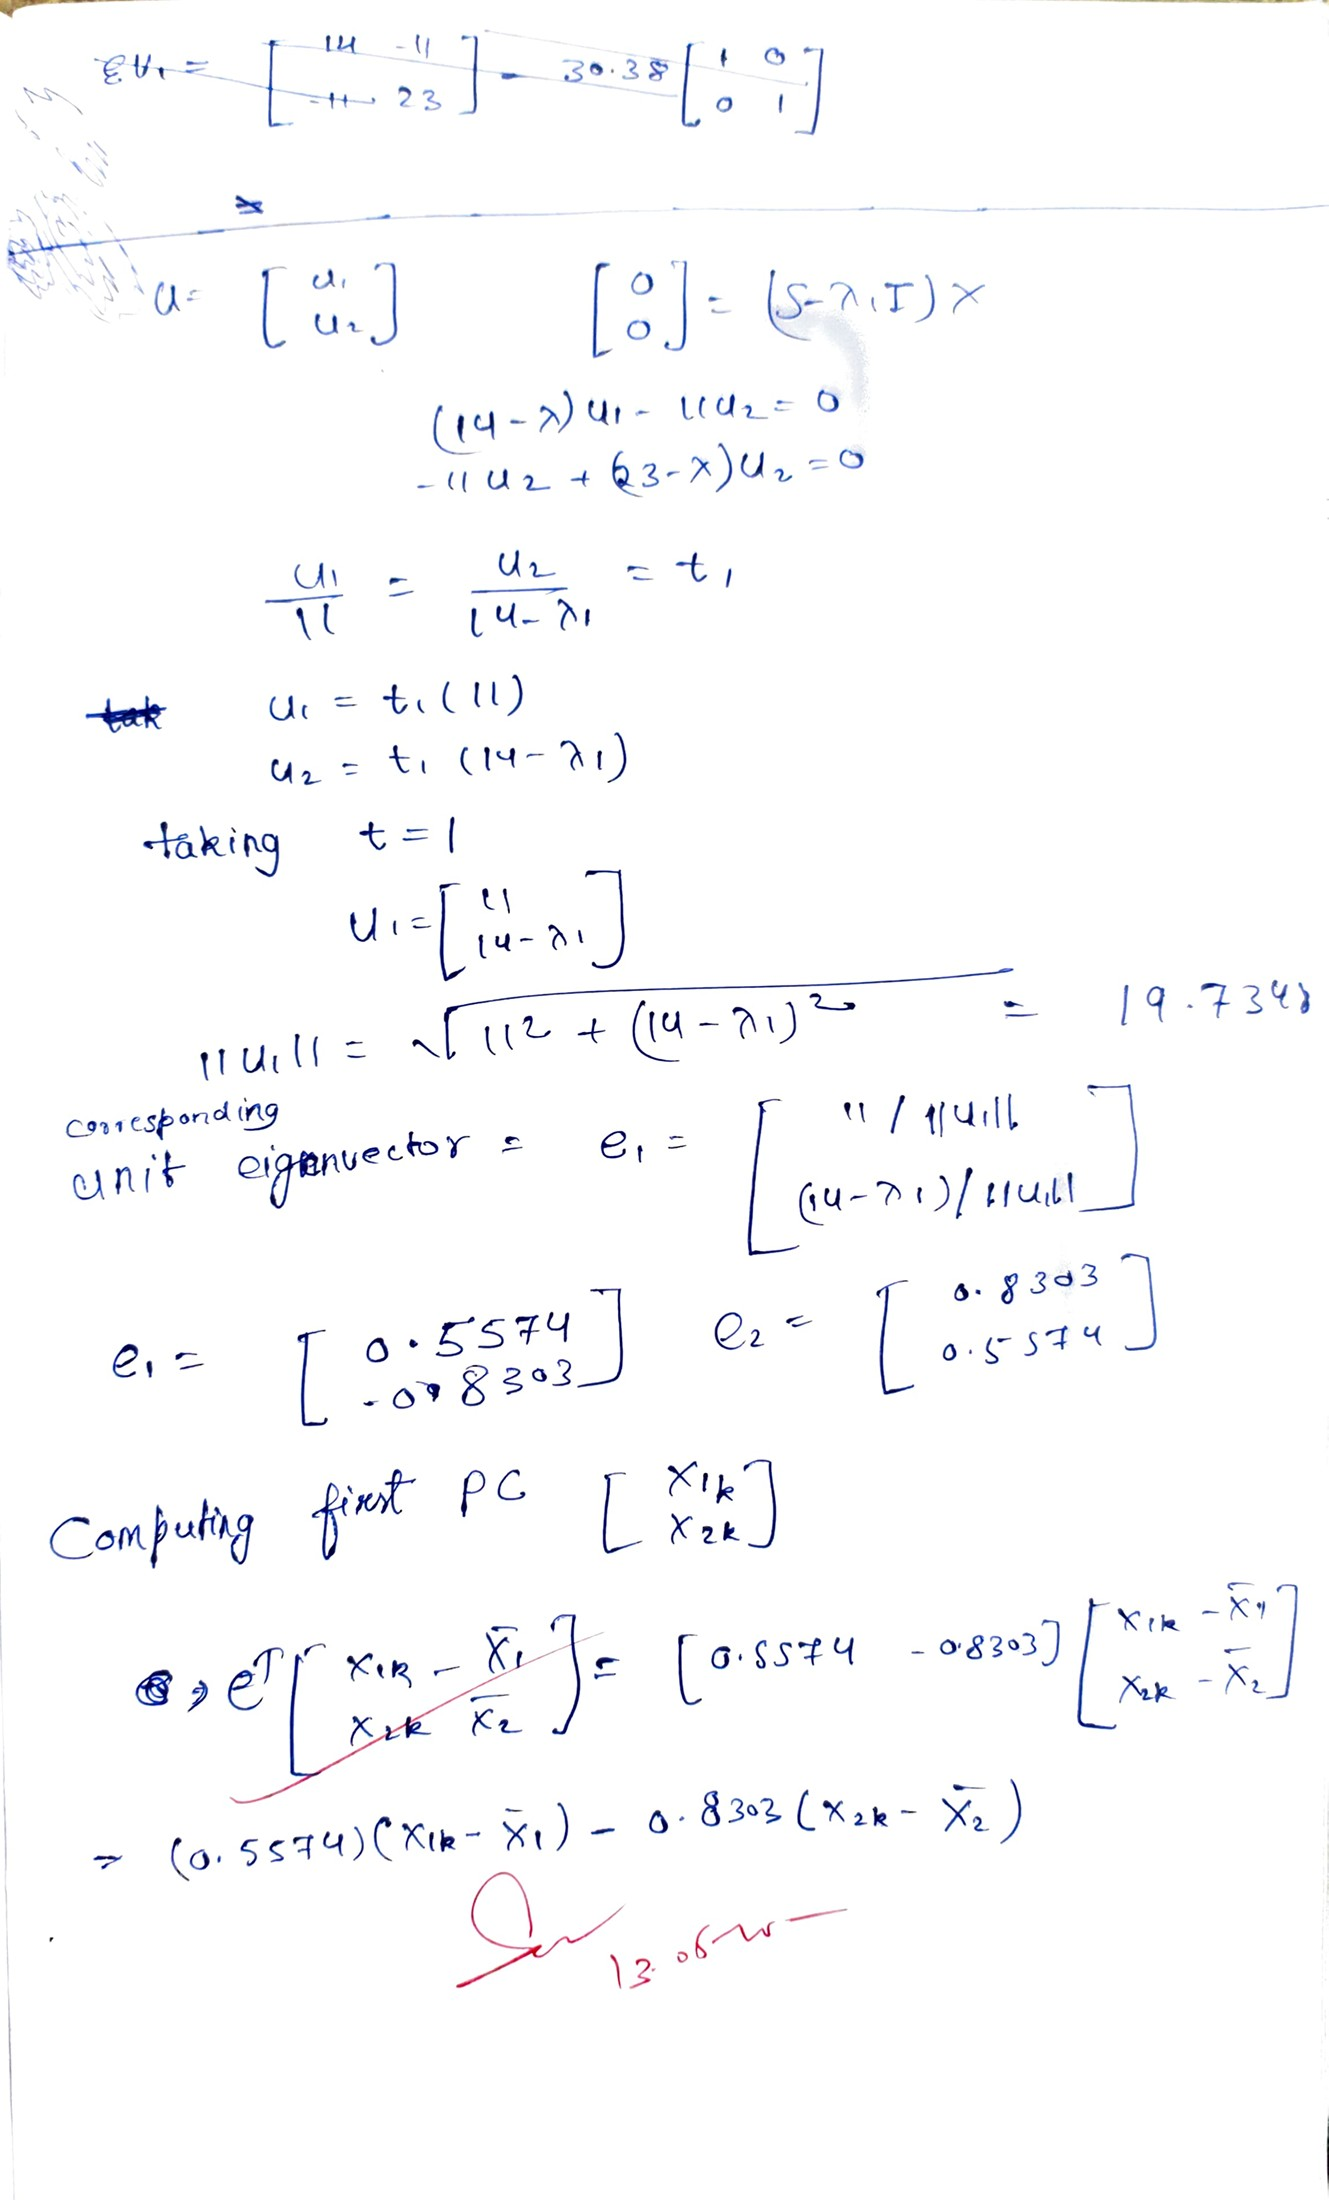 EU₁ = [ 14 -11 ] - 30.38 [ 1 0 ]
[ -11 23 ] [ 0 1 ]
U = [ u₁ ] [ 0 ] = (S-λ₁I) X
[ u₂ ] [ 0 ]
(14-λ) u₁ - 11u₂ = 0
-11 u₂ + (23-λ) u₂ = 0
u₁/11 = u₂/14-λ₁ = t₁
tak u₁ = t₁(11)
u₂ = t₁ (14-λ₁)
taking t = 1
U₁ = [ 11 ]
[ 14-λ₁ ]
||U₁|| = √11² + (14-λ₁)² = 19.7348
corresponding
unit eigenvector = e₁ = [ 11 / ||U₁|| ]
[ (14-λ₁)/||U₁|| ]
e₁ = [ 0.5574 ] e₂ = [ 0.8303 ]
[ -0.8303 ] [ 0.5574 ]
Computing first PC [ X1k ]
[ X2k ]
, eT [ X1k - X̄₁ ] = [0.5574 -0.8303] [ X1k - X̄₁ ]
[ X2k X̄₂ ] [ X2k - X̄₂ ]
= (0.5574)(X1k - X̄₁) - 0.8303 (X2k - X̄₂)